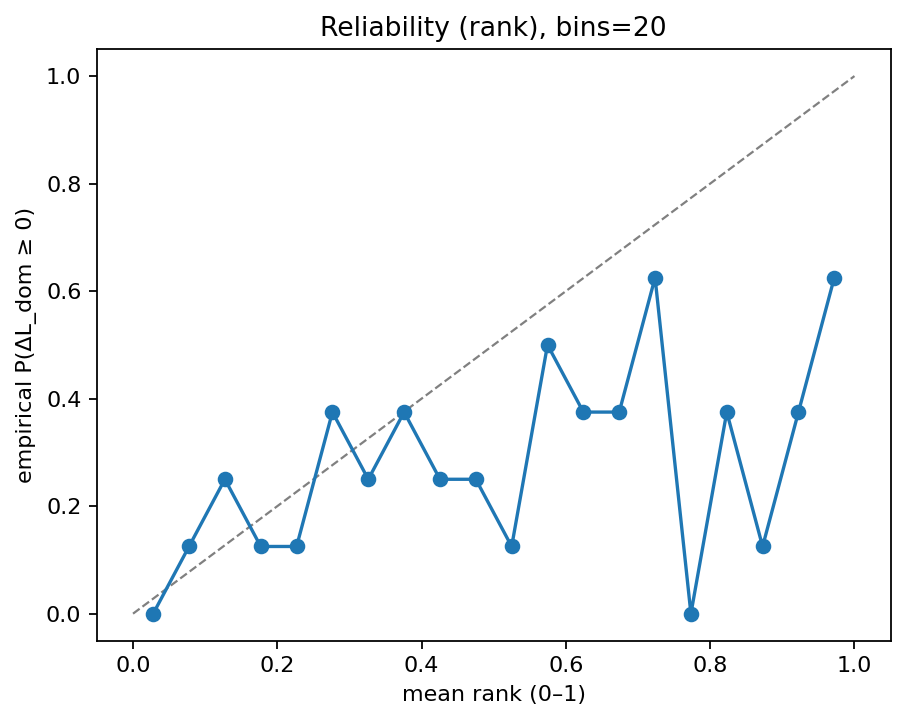 Reliability (rank), bins=20
1.0
0.8
0.6
0.4
0.2
0.0
empirical P(ΔL_dom ≥ 0)
0.0 0.2 0.4 0.6 0.8 1.0
mean rank (0–1)